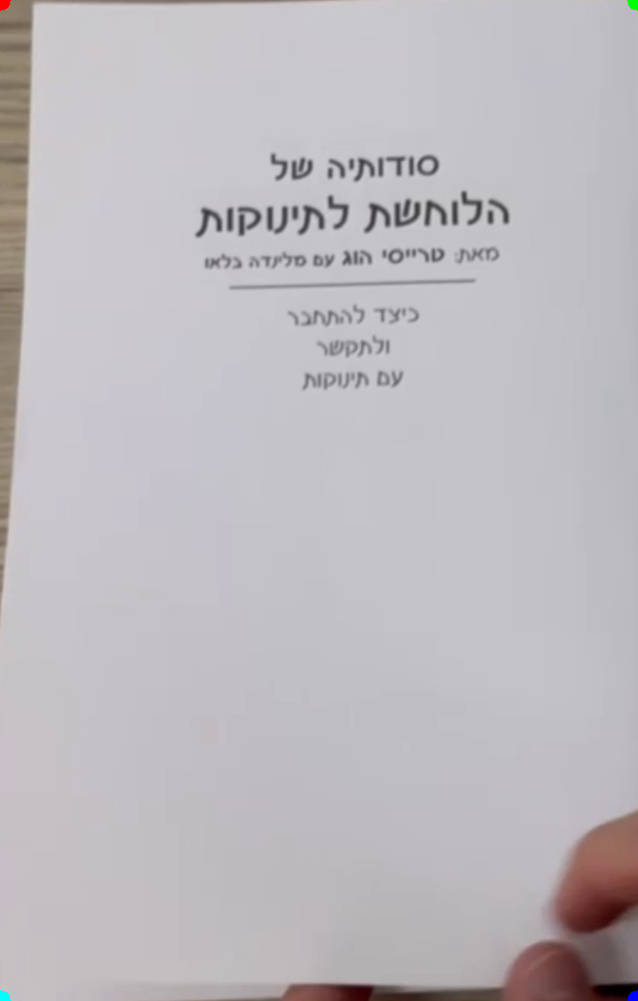 סודותיה של
הלוחשת לתינוקות
מאת: טרייסי הוג עם מלינדה בלאו
כיצד להתחבר
ולתקשר
עם תינוקות